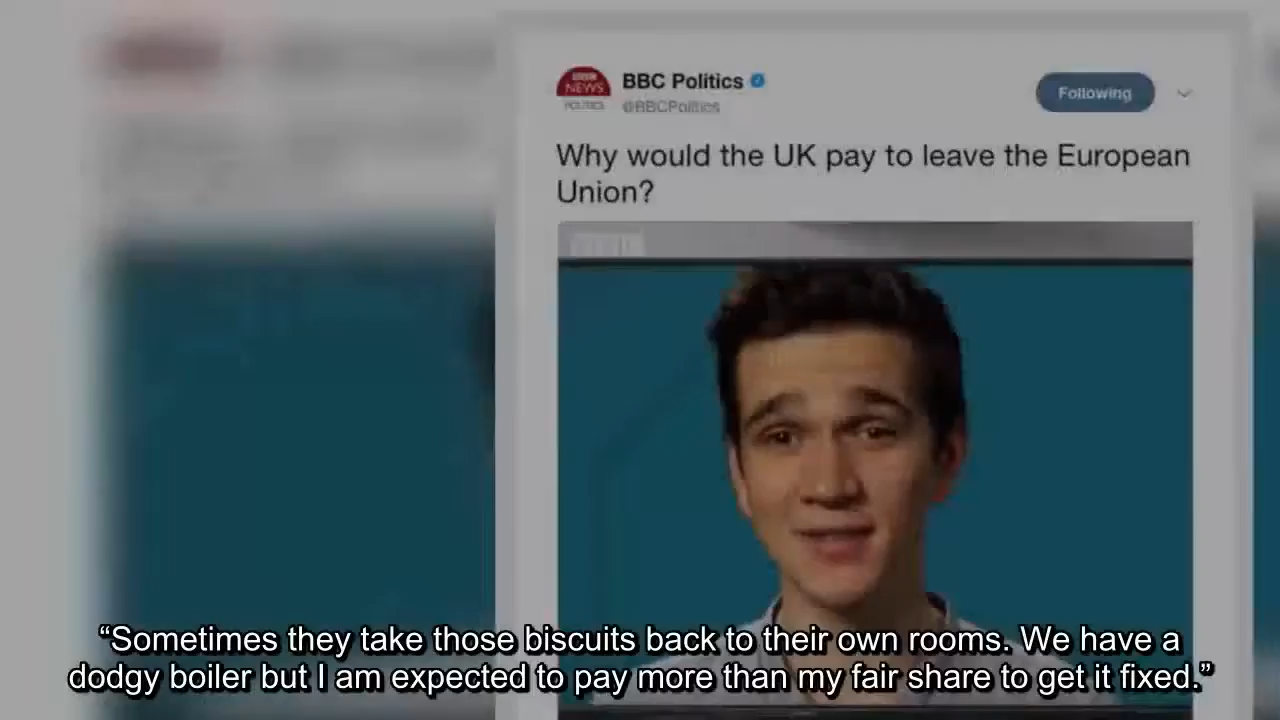 BBC Politics
NEWS
POLITICS
@BBCPolitics
Following
Why would the UK pay to leave the European
Union?
“Sometimes they take those biscuits back to their own rooms. We have a
dodgy boiler but I am expected to pay more than my fair share to get it fixed.”